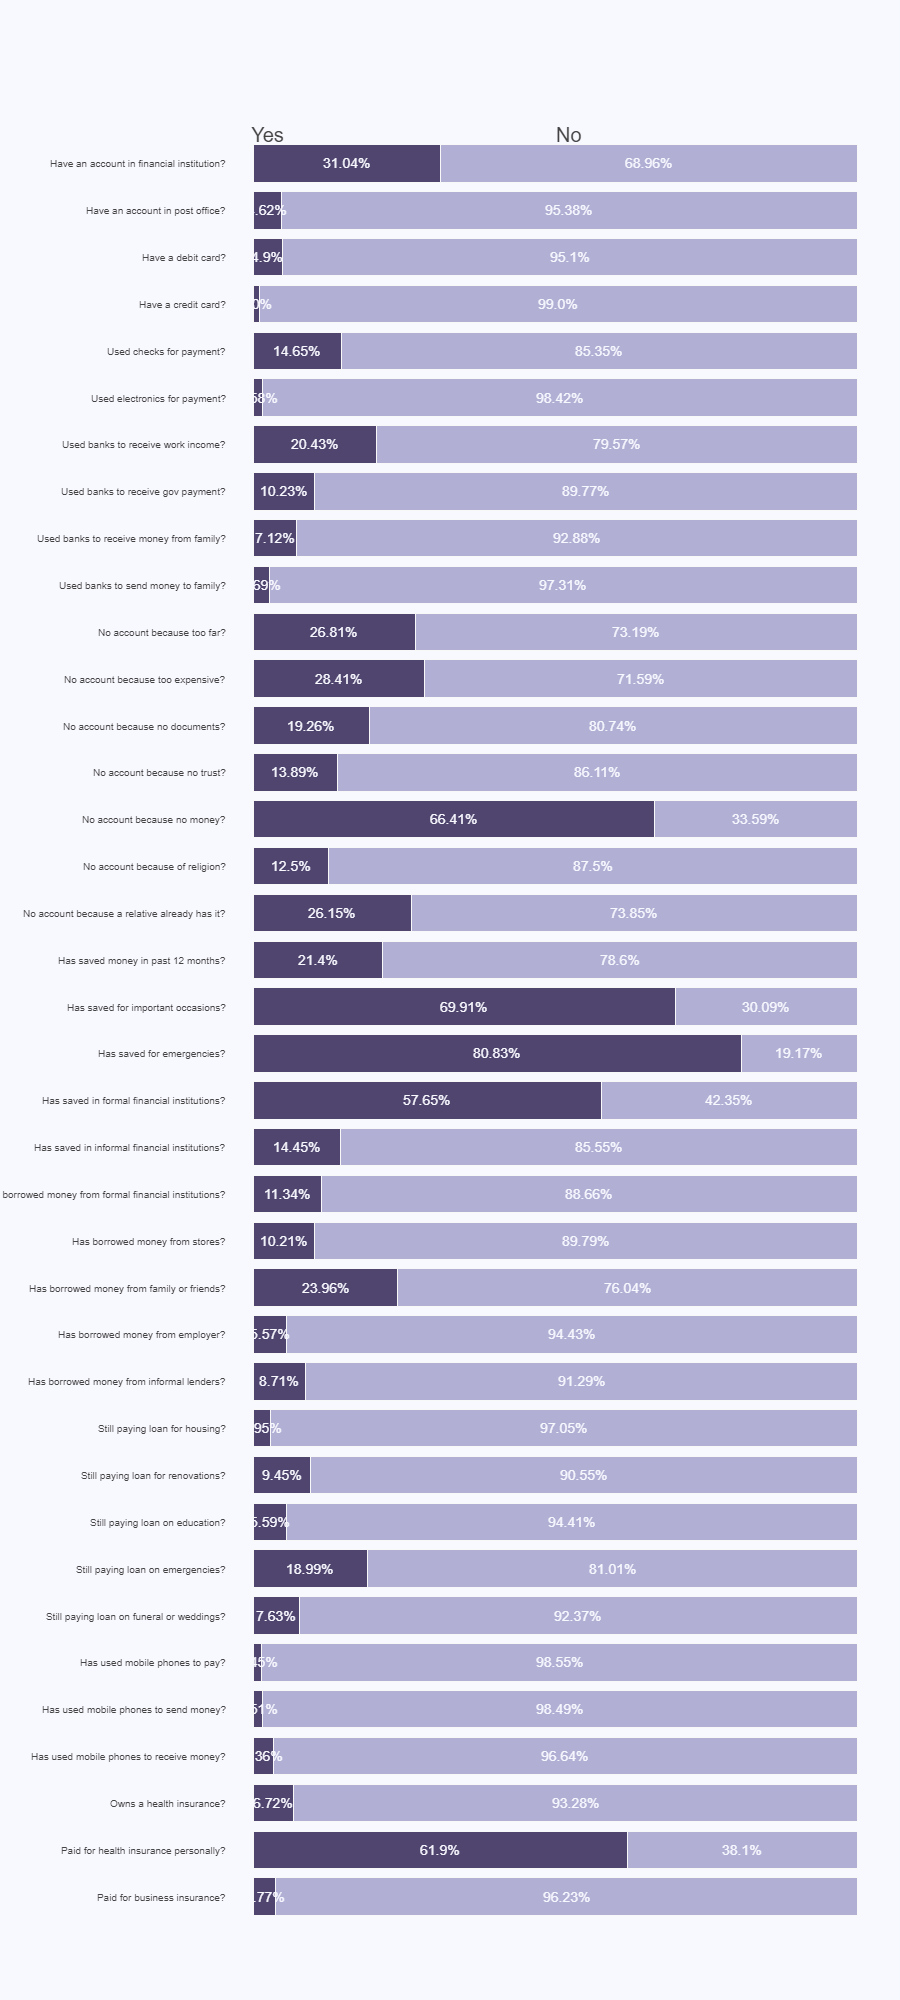 Yes No
Have an account in financial institution? 31.04% 68.96%
Have an account in post office? .62% 95.38%
Have a debit card? 4.9% 95.1%
Have a credit card? 0% 99.0%
Used checks for payment? 14.65% 85.35%
Used electronics for payment? 58% 98.42%
Used banks to receive work income? 20.43% 79.57%
Used banks to receive gov payment? 10.23% 89.77%
Used banks to receive money from family? 7.12% 92.88%
Used banks to send money to family? 69% 97.31%
No account because too far? 26.81% 73.19%
No account because too expensive? 28.41% 71.59%
No account because no documents? 19.26% 80.74%
No account because no trust? 13.89% 86.11%
No account because no money? 66.41% 33.59%
No account because of religion? 12.5% 87.5%
No account because a relative already has it? 26.15% 73.85%
Has saved money in past 12 months? 21.4% 78.6%
Has saved for important occasions? 69.91% 30.09%
Has saved for emergencies? 80.83% 19.17%
Has saved in formal financial institutions? 57.65% 42.35%
Has saved in informal financial institutions? 14.45% 85.55%
borrowed money from formal financial institutions? 11.34% 88.66%
Has borrowed money from stores? 10.21% 89.79%
Has borrowed money from family or friends? 23.96% 76.04%
Has borrowed money from employer? 5.57% 94.43%
Has borrowed money from informal lenders? 8.71% 91.29%
Still paying loan for housing? 95% 97.05%
Still paying loan for renovations? 9.45% 90.55%
Still paying loan on education? 5.59% 94.41%
Still paying loan on emergencies? 18.99% 81.01%
Still paying loan on funeral or weddings? 7.63% 92.37%
Has used mobile phones to pay? 45% 98.55%
Has used mobile phones to send money? 51% 98.49%
Has used mobile phones to receive money? 36% 96.64%
Owns a health insurance? 6.72% 93.28%
Paid for health insurance personally? 61.9% 38.1%
Paid for business insurance? .77% 96.23%